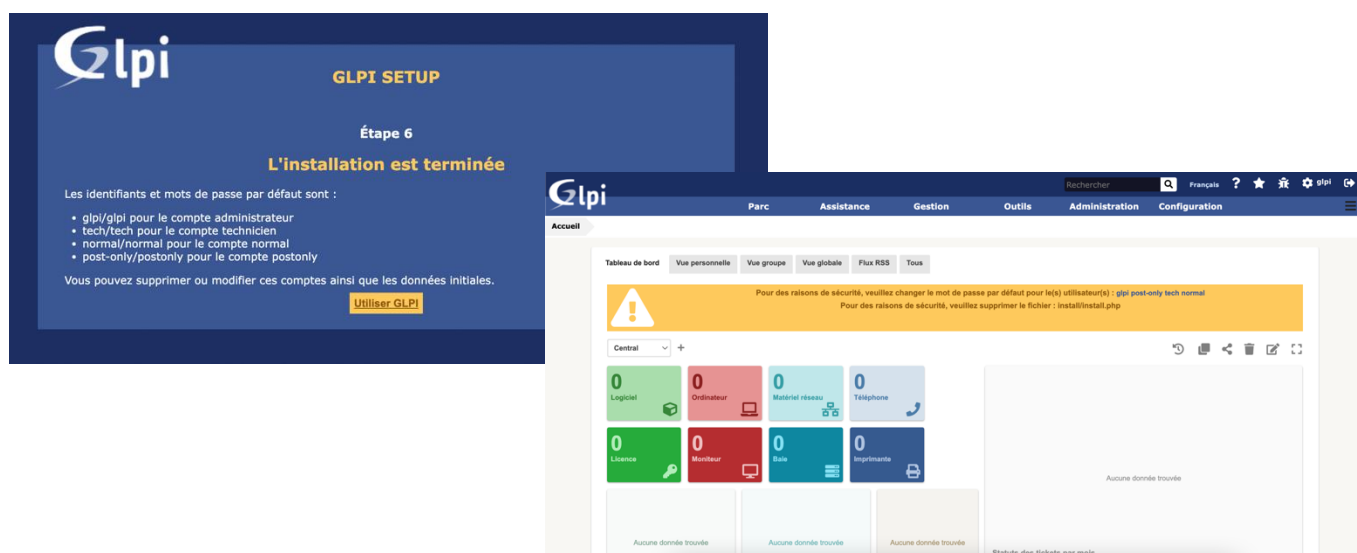 Glpi
GLPI SETUP
Étape 6
L'installation est terminée
Les identifiants et mots de passe par défaut sont :
• glpi/glpi pour le compte administrateur
• tech/tech pour le compte technicien
• normal/normal pour le compte normal
• post-only/postonly pour le compte postonly
Vous pouvez supprimer ou modifier ces comptes ainsi que les données initiales.
Utiliser GLPI
Glpi
Rechercher Français ? glpi
Parc Assistance Gestion Outils Administration Configuration
Accueil
Tableau de bord Vue personnelle Vue groupe Vue globale Flux RSS Tous
Pour des raisons de sécurité, veuillez changer le mot de passe par défaut pour le(s) utilisateur(s) : glpi post-only tech normal
Pour des raisons de sécurité, veuillez supprimer le fichier : install/install.php
Central +
0 0 0 0
Logiciel Ordinateur Matériel réseau Téléphone
0 0 0 0
Licence Moniteur Baie Imprimante
Aucune donnée trouvée
Aucune donnée trouvée Aucune donnée trouvée Aucune donnée trouvée
Statuts des tickets par mois